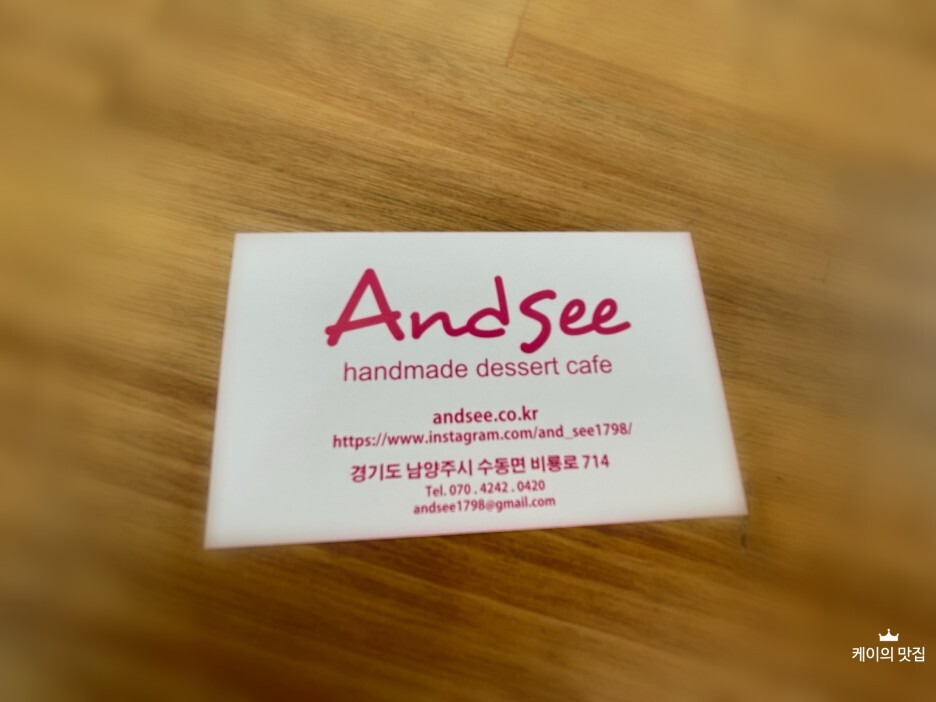 Andsee
handmade dessert cafe
andsee.co.kr
https://www.instagram.com/and_see1798/
경기도 남양주시 수동면 비룡로 714
Tel. 070 . 4242 . 0420
andsee1798@gmail.com
케이의 맛집